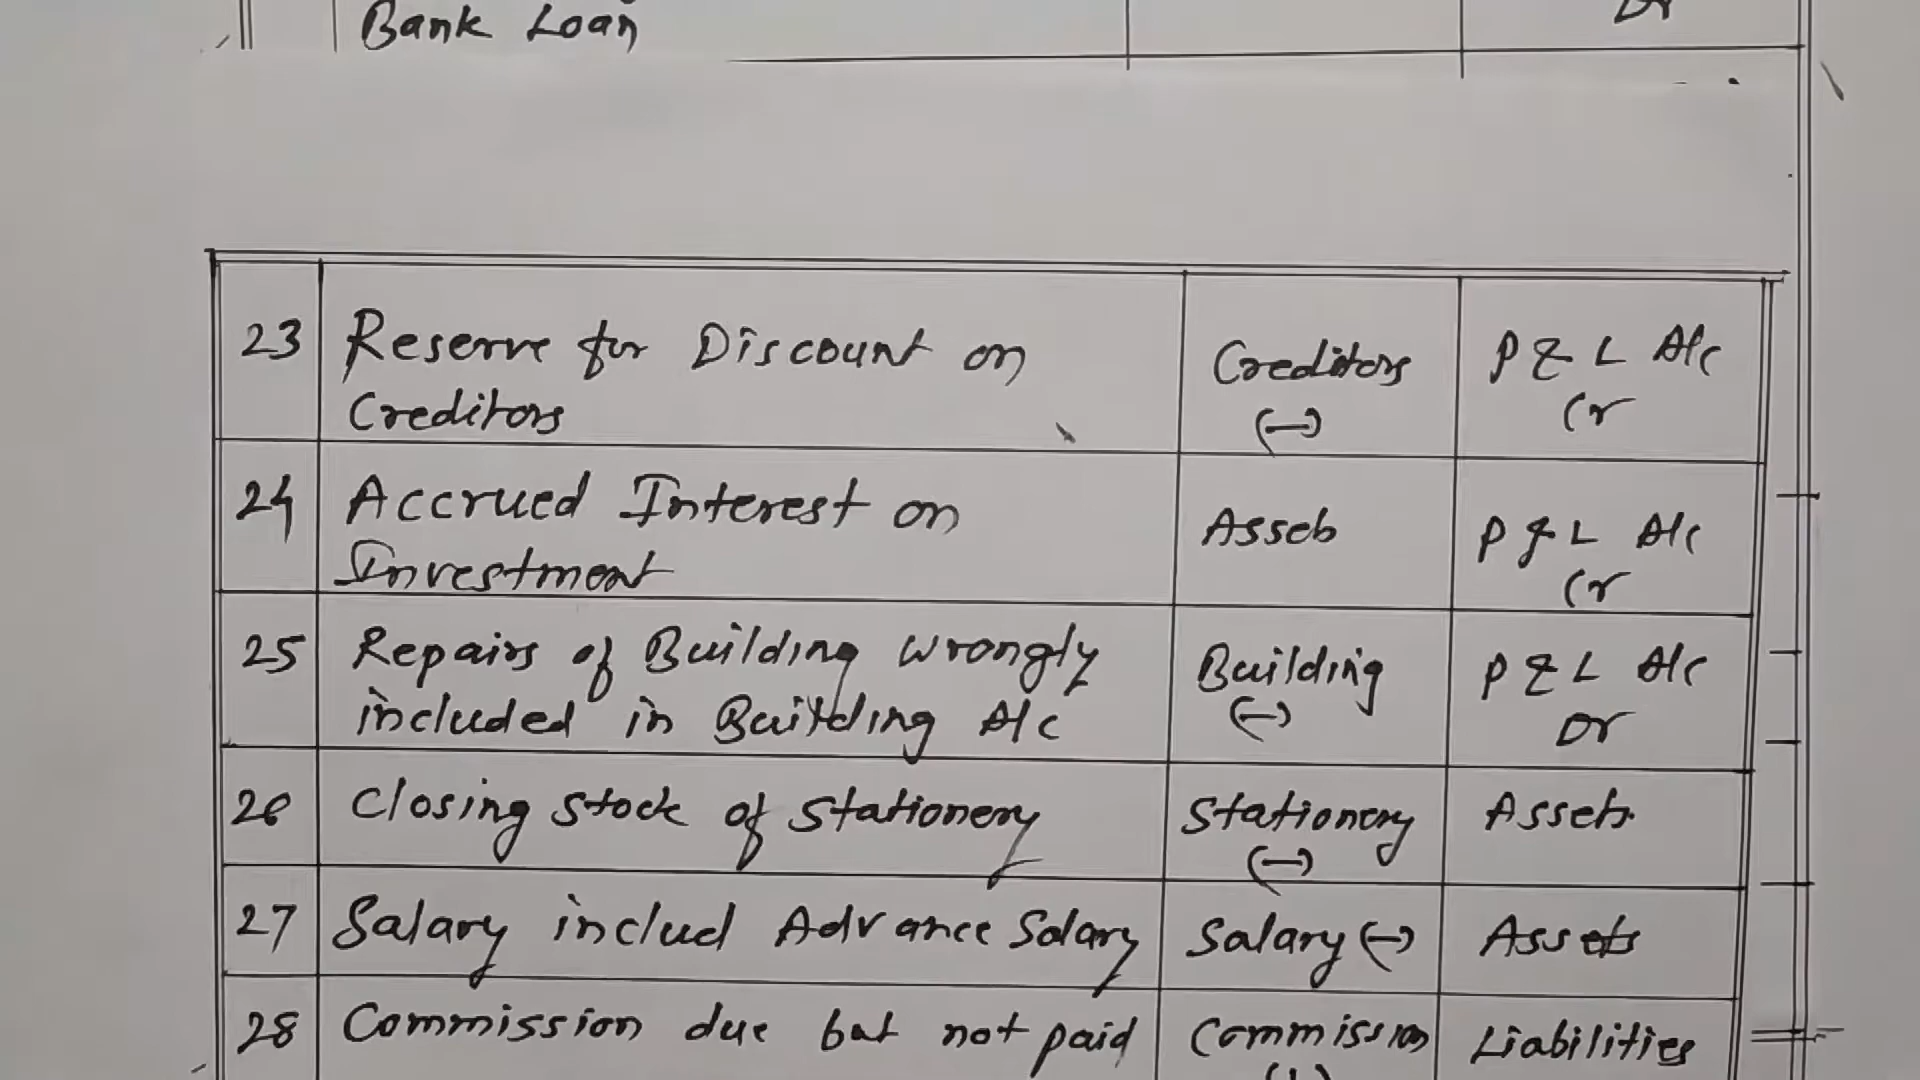 Bank Loan
Dr
23 Reserve for Discount on Creditors P & L A/c
Creditors (-) Cr
24 Accrued Interest on Assets P & L A/c
Investment Cr
25 Repairs of Building wrongly Building P & L A/c
included in Building A/c (-) Dr
26 Closing stock of Stationery Stationery Assets
(-)
27 Salary includ Advance Salary Salary (-) Assets
28 Commission due but not paid Commission Liabilities
(+)